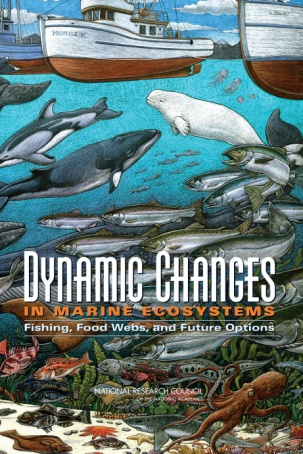 DYNAMIC CHANGES
IN MARINE ECOSYSTEMS
Fishing, Food Webs, and Future Options
NATIONAL RESEARCH COUNCIL
OF THE NATIONAL ACADEMIES